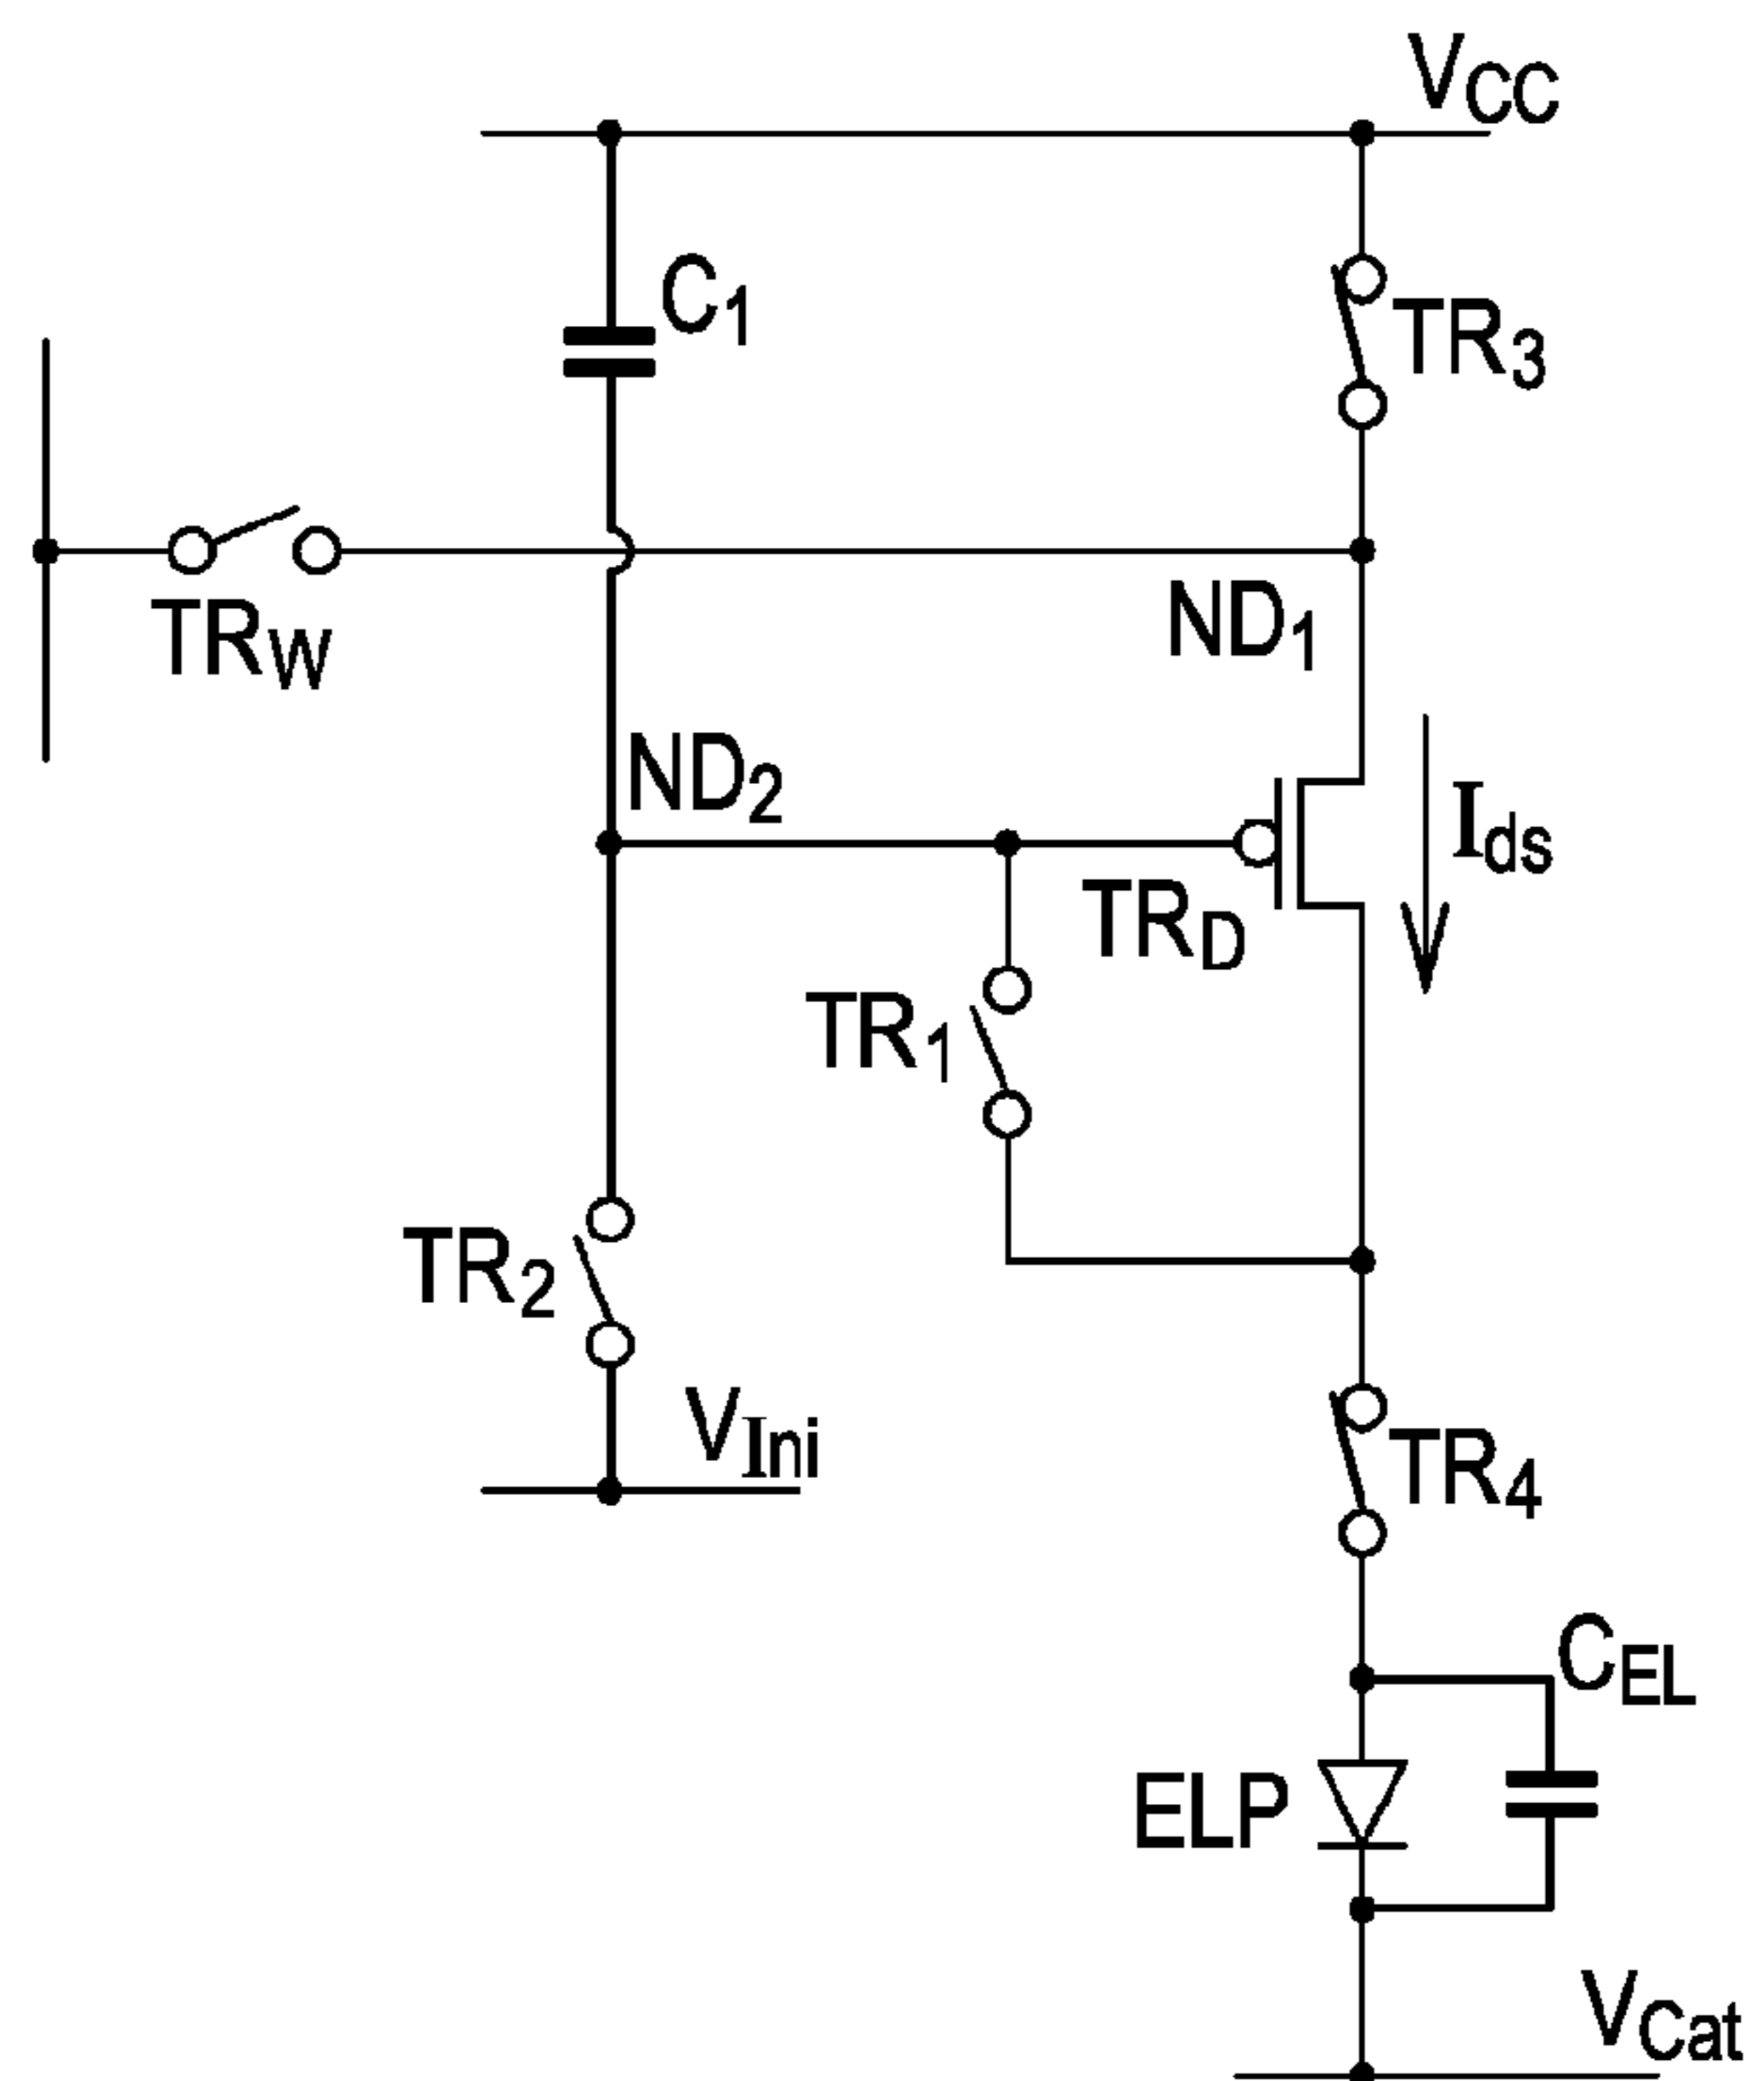 VCC
C1
TR3
TRW
ND1
ND2
Ids
TRD
TR1
TR2
VIni
TR4
CEL
ELP
VCat